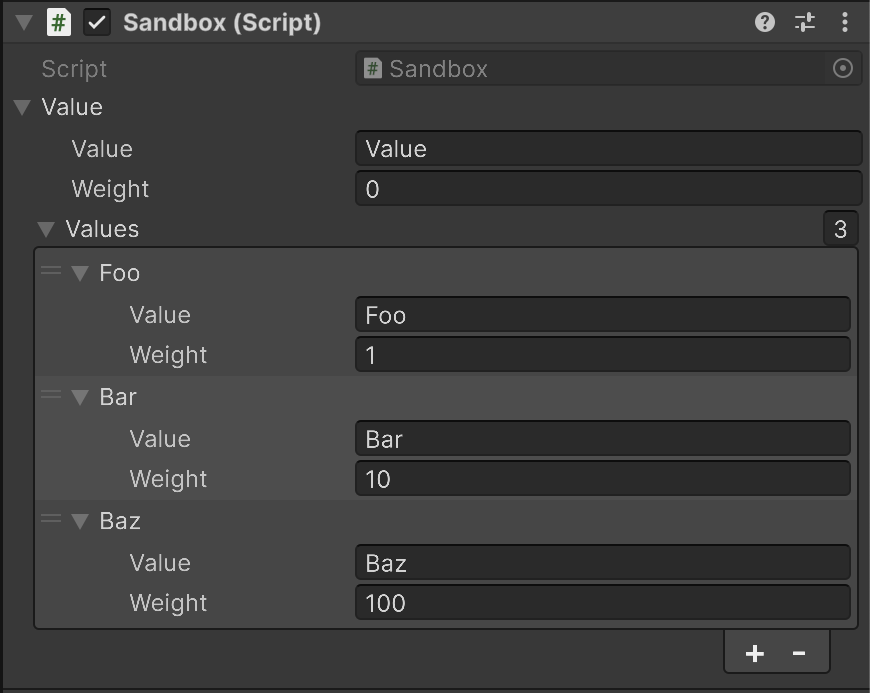 Sandbox (Script)
Script Sandbox
Value
Value Value
Weight 0
Values 3
Foo
Value Foo
Weight 1
Bar
Value Bar
Weight 10
Baz
Value Baz
Weight 100
+ -